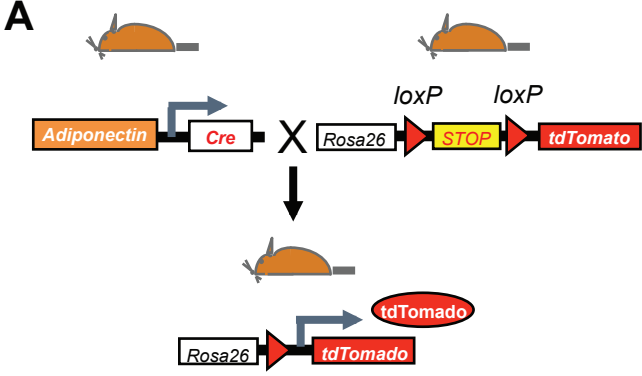 A
loxP loxP
Adiponectin Cre X Rosa26 STOP tdTomato
tdTomado
Rosa26 tdTomado